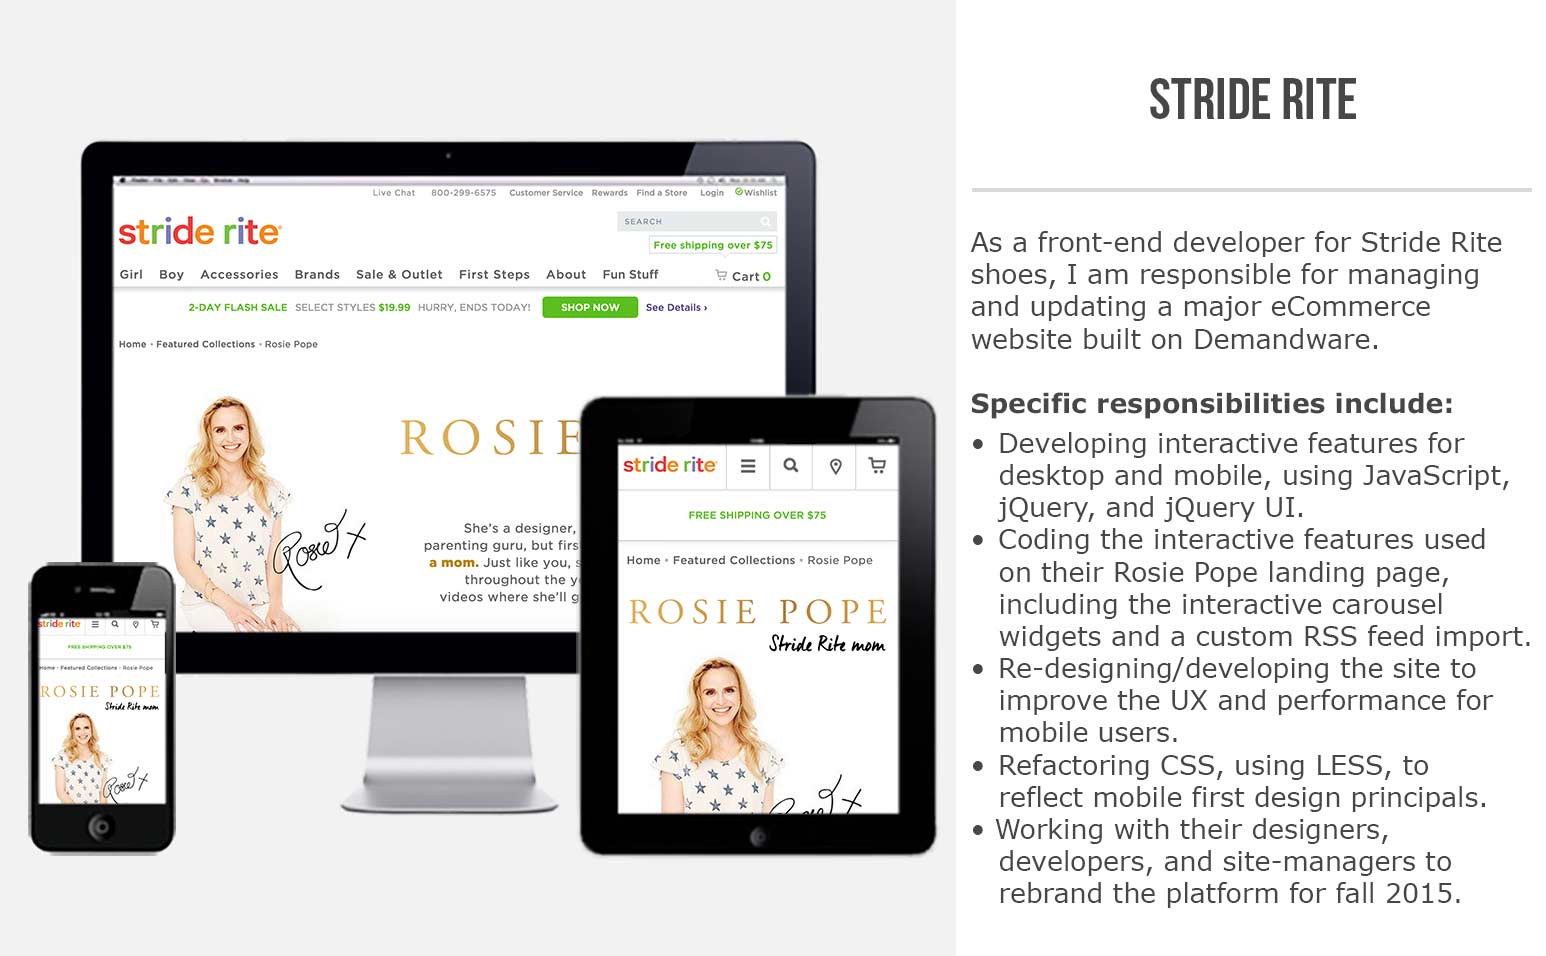 STRIDE RITE
As a front-end developer for Stride Rite
shoes, I am responsible for managing
and updating a major eCommerce
website built on Demandware.
Specific responsibilities include:
• Developing interactive features for
desktop and mobile, using JavaScript,
jQuery, and jQuery UI.
• Coding the interactive features used
on their Rosie Pope landing page,
including the interactive carousel
widgets and a custom RSS feed import.
• Re-designing/developing the site to
improve the UX and performance for
mobile users.
• Refactoring CSS, using LESS, to
reflect mobile first design principals.
• Working with their designers,
developers, and site-managers to
rebrand the platform for fall 2015.
Live Chat 800-299-6575 Customer Service Rewards Find a Store Login Wishlist
stride rite
SEARCH
Free shipping over $75
Girl Boy Accessories Brands Sale & Outlet First Steps About Fun Stuff Cart 0
2-DAY FLASH SALE SELECT STYLES $19.99 HURRY, ENDS TODAY! SHOP NOW See Details ›
Home • Featured Collections • Rosie Pope
ROSIE
Rosie X
She's a designer,
parenting guru, but firs
a mom. Just like you, s
throughout the y
videos where she'll g
stride rite
FREE SHIPPING OVER $75
Home • Featured Collections • Rosie Pope
ROSIE POPE
Stride Rite mom
stride rite
FREE SHIPPING OVER $75
Home • Featured Collections • Rosie Pope
ROSIE POPE
Stride Rite mom
Rosie X